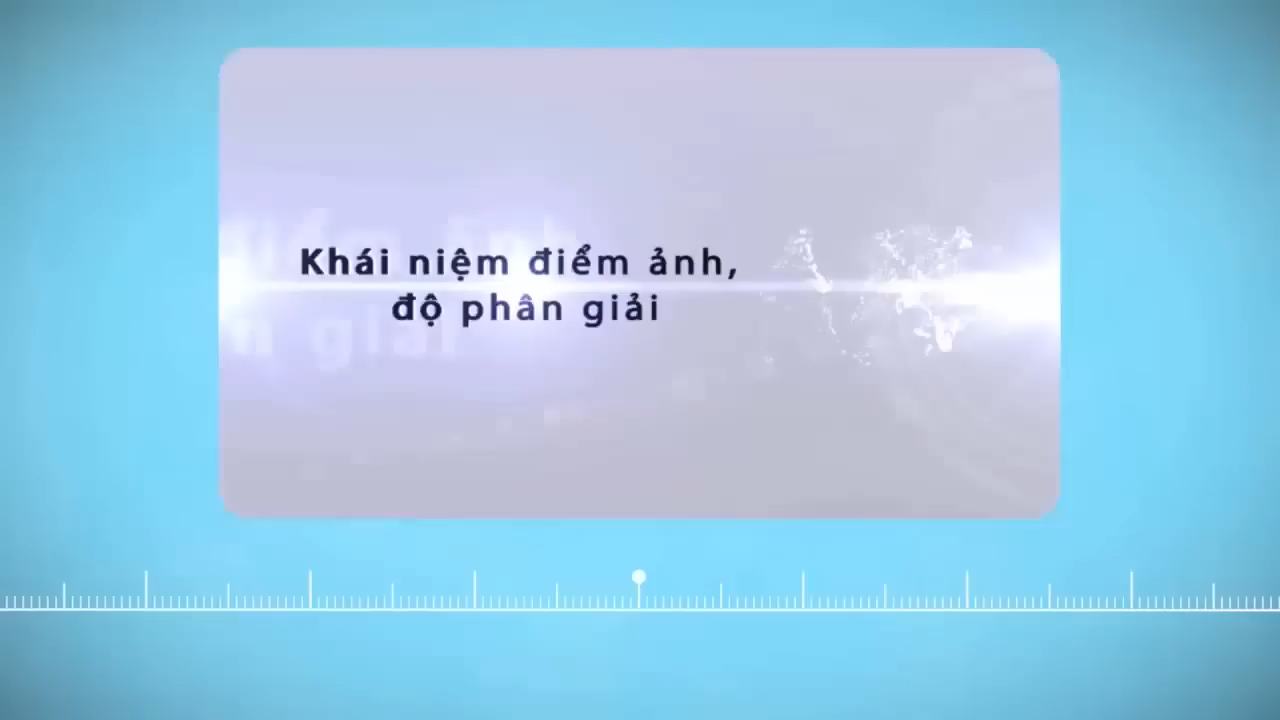 Khái niệm điểm ảnh,
độ phân giải